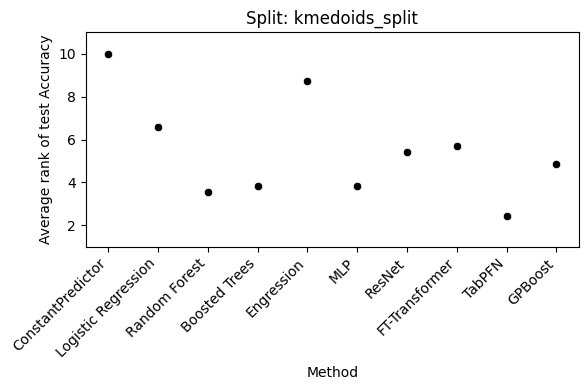 Split: kmedoids_split
Average rank of test Accuracy
10
8
6
4
2
ConstantPredictor
Logistic Regression
Random Forest
Boosted Trees
Engression
MLP
ResNet
FT-Transformer
TabPFN
GPBoost
Method